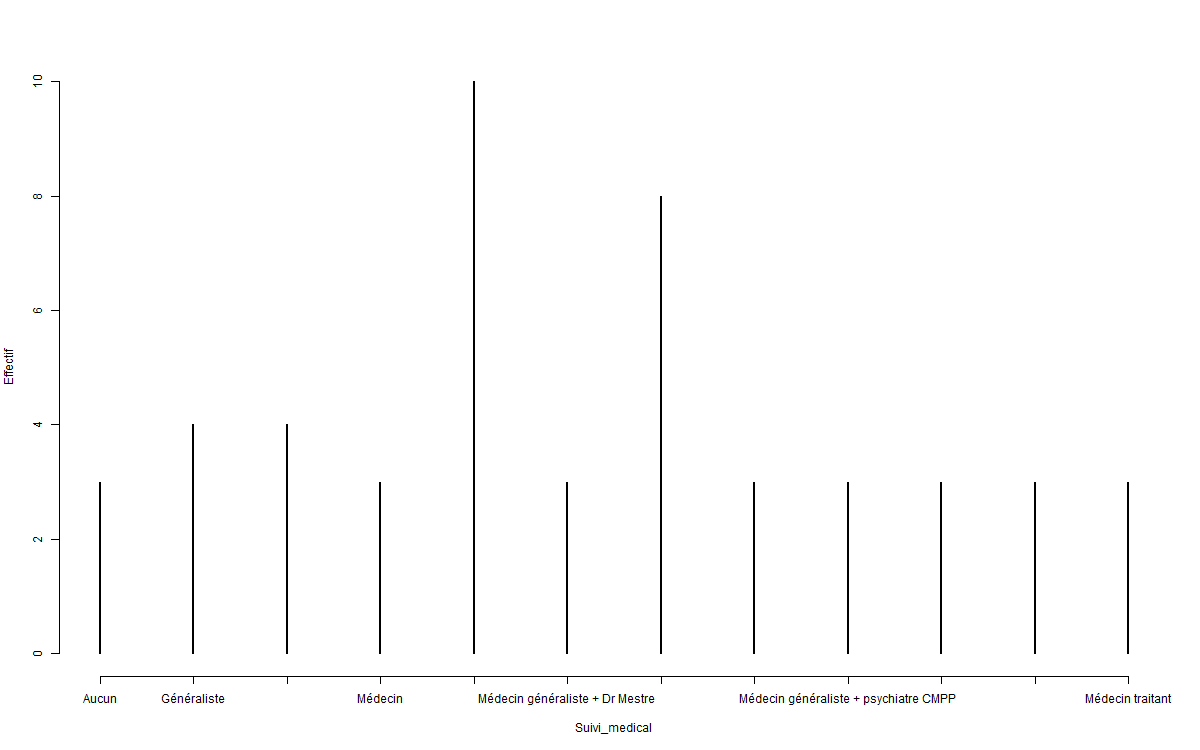 10
8
6
4
2
0
Effectif
Aucun Généraliste Médecin Médecin généraliste + Dr Mestre Médecin généraliste + psychiatre CMPP Médecin traitant
Suivi_medical